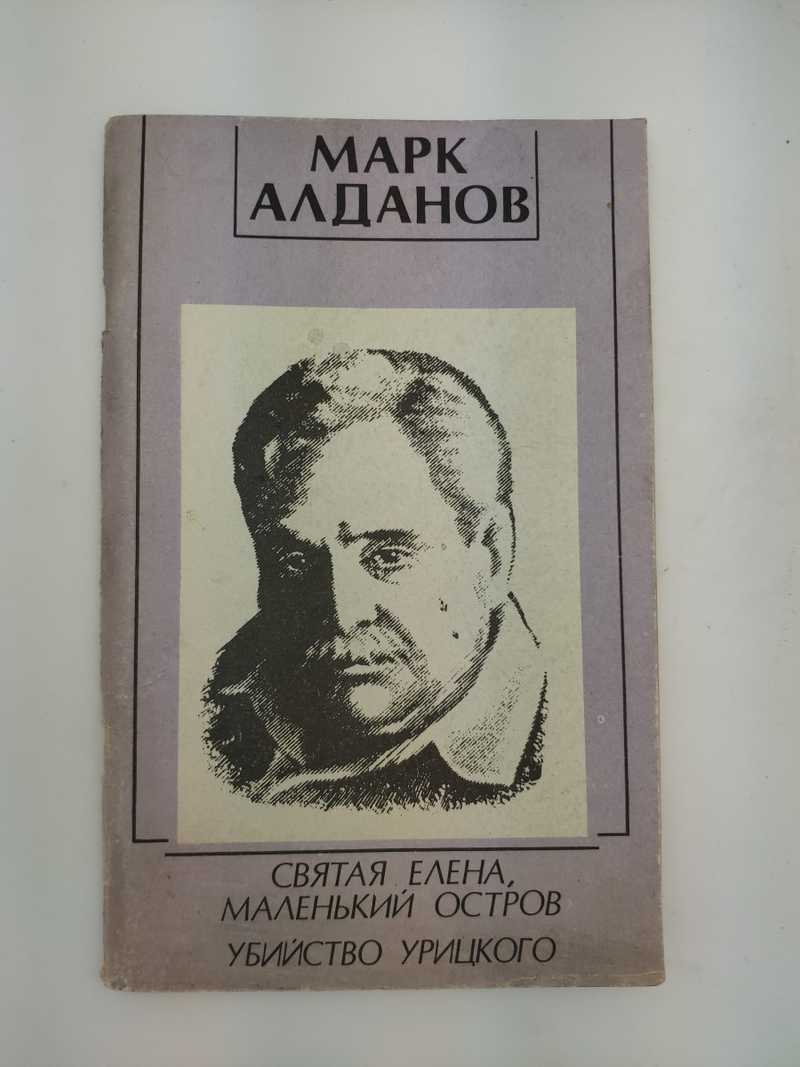 МАРК
АЛДАНОВ
СВЯТАЯ ЕЛЕНА,
МАЛЕНЬКИЙ ОСТРОВ
УБИЙСТВО УРИЦКОГО